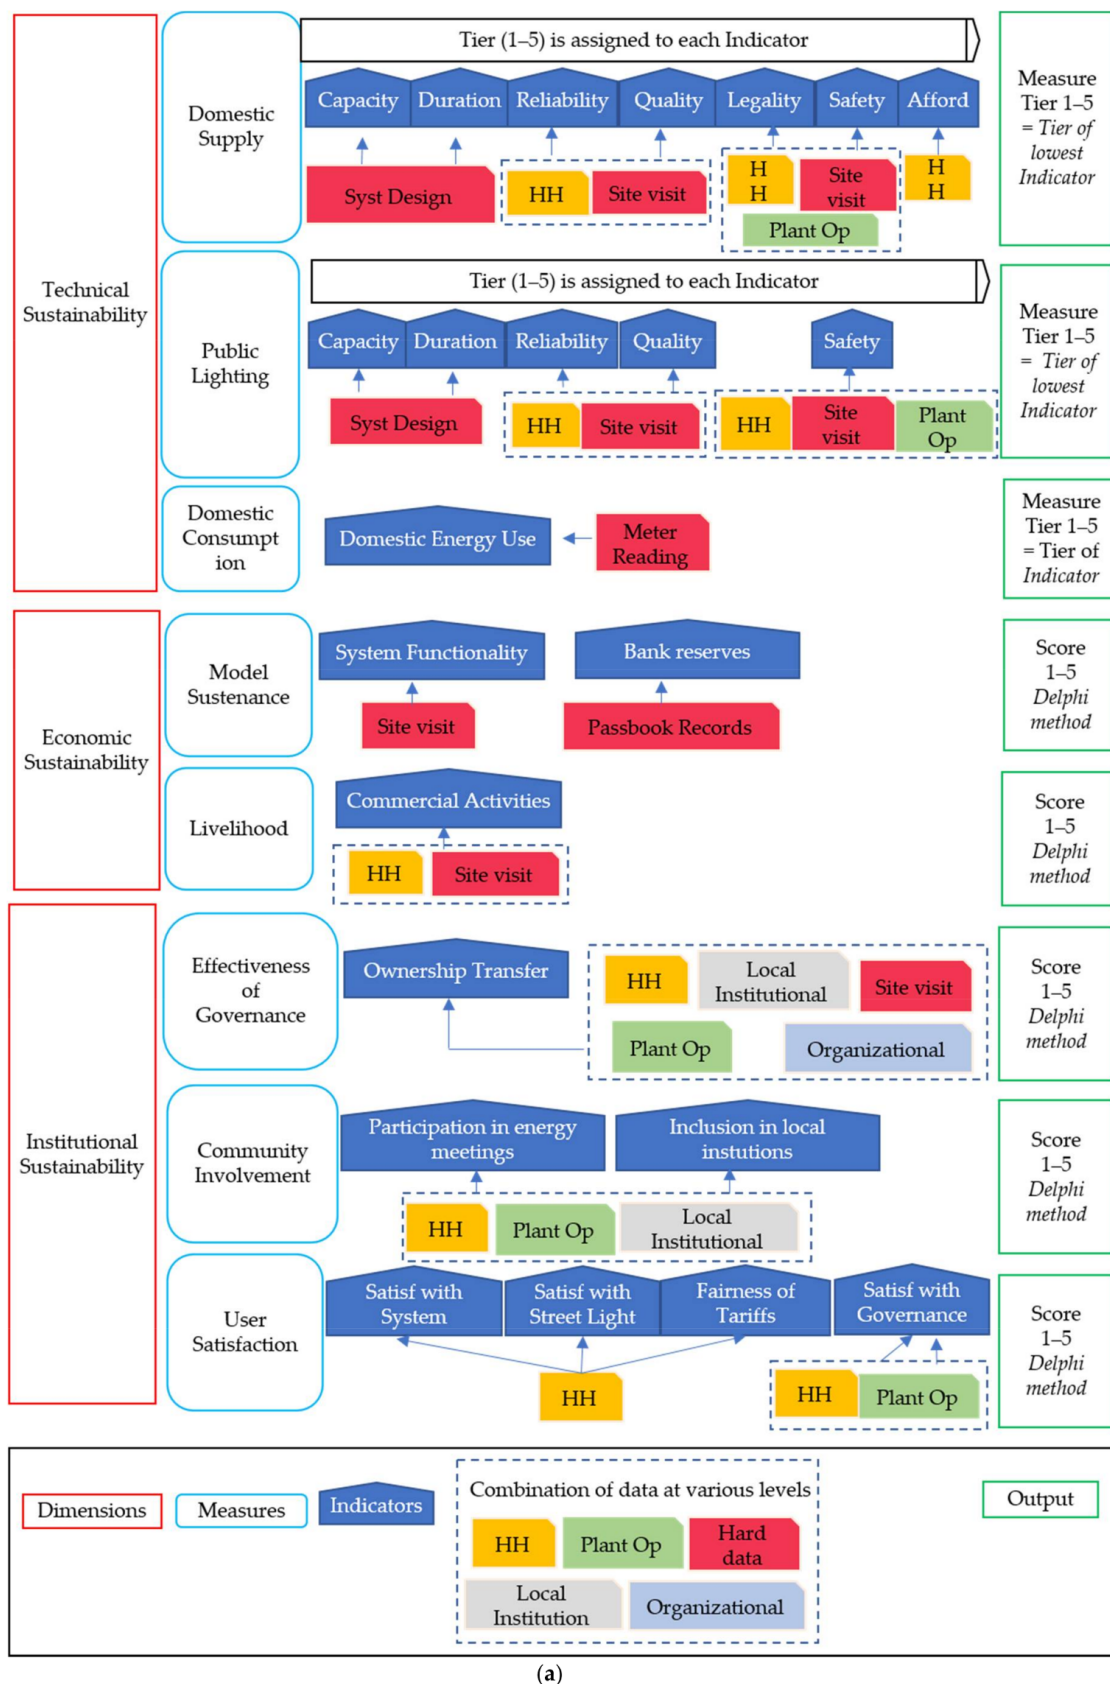 Tier (1–5) is assigned to each Indicator
Domestic
Supply
Capacity
Duration
Reliability
Quality
Legality
Safety
Afford
Syst Design
HH
Site visit
H
H
Site
visit
Plant Op
H
H
Measure
Tier 1–5
= Tier of
lowest
Indicator
Technical
Sustainability
Tier (1–5) is assigned to each Indicator
Public
Lighting
Capacity
Duration
Reliability
Quality
Safety
Syst Design
HH
Site visit
HH
Site
visit
Plant
Op
Measure
Tier 1–5
= Tier of
lowest
Indicator
Domestic
Consumpt
ion
Domestic Energy Use
Meter
Reading
Measure
Tier 1–5
= Tier of
Indicator
Economic
Sustainability
Model
Sustenance
System Functionality
Bank reserves
Site visit
Passbook Records
Score
1–5
Delphi
method
Livelihood
Commercial Activities
HH
Site visit
Score
1–5
Delphi
method
Institutional
Sustainability
Effectiveness
of
Governance
Ownership Transfer
HH
Local
Institutional
Site visit
Plant Op
Organizational
Score
1–5
Delphi
method
Community
Involvement
Participation in energy
meetings
Inclusion in local
instutions
HH
Plant Op
Local
Institutional
Score
1–5
Delphi
method
User
Satisfaction
Satisf with
System
Satisf with
Street Light
Fairness of
Tariffs
Satisf with
Governance
HH
HH
Plant Op
Score
1–5
Delphi
method
Dimensions
Measures
Indicators
Combination of data at various levels
HH
Plant Op
Hard
data
Local
Institution
Organizational
Output
(a)